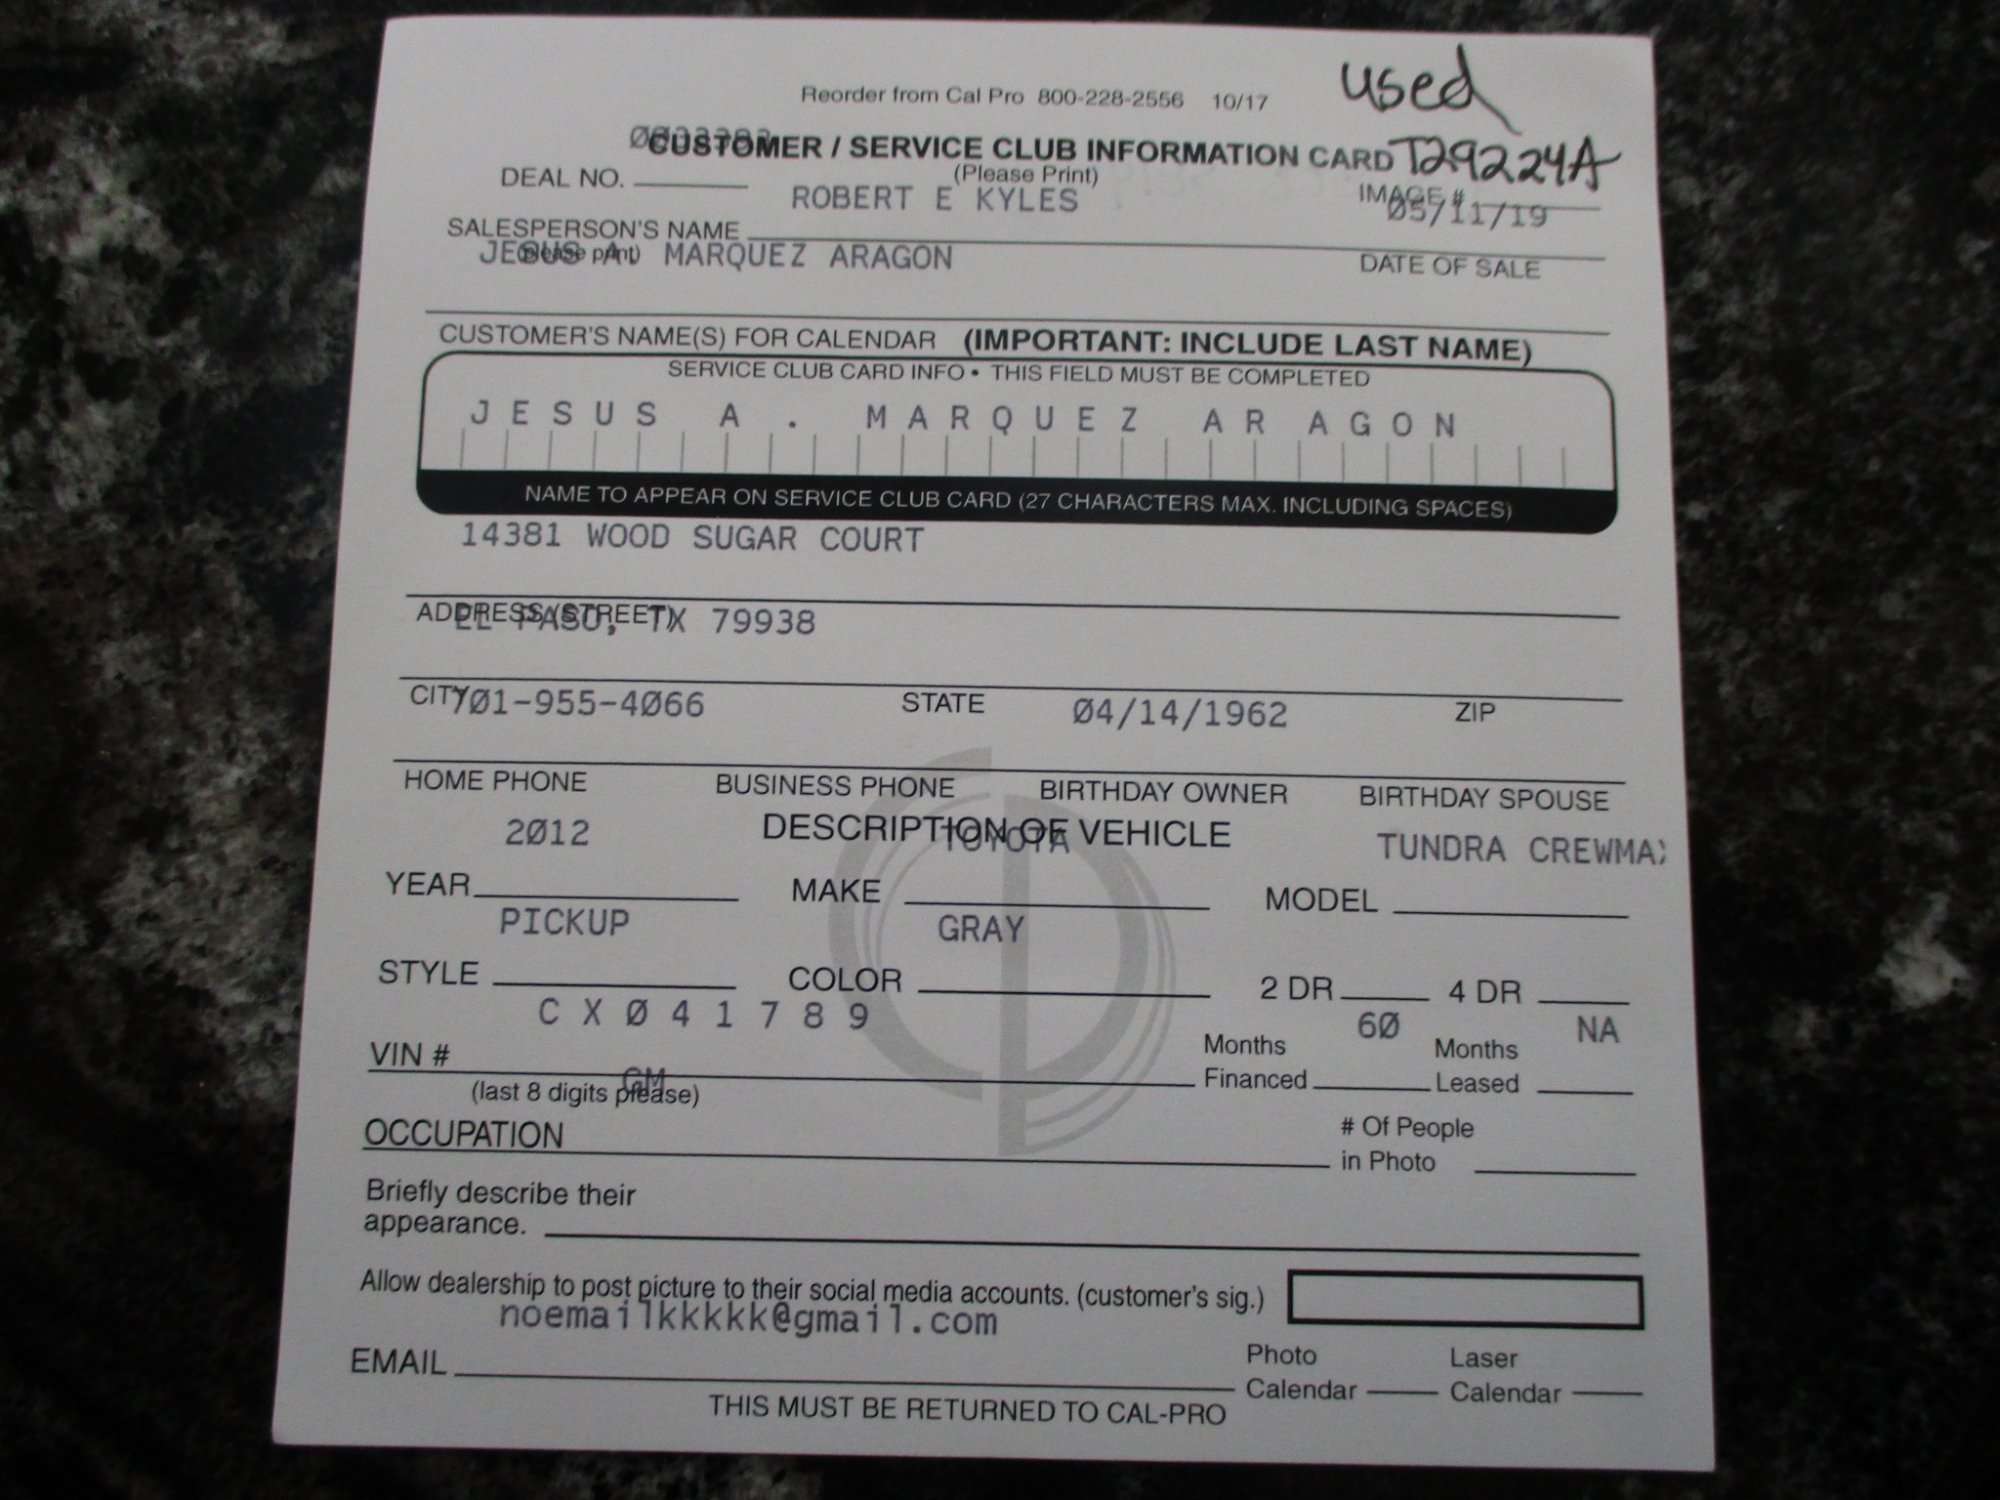 Reorder from Cal Pro 800-228-2556 10/17
used
CUSTOMER / SERVICE CLUB INFORMATION CARD T29224A
(Please Print)
DEAL NO.
IMAGE #
ROBERT E KYLES
05/11/19
SALESPERSON'S NAME
(please print)
JESUS A. MARQUEZ ARAGON
DATE OF SALE
CUSTOMER'S NAME(S) FOR CALENDAR (IMPORTANT: INCLUDE LAST NAME)
SERVICE CLUB CARD INFO • THIS FIELD MUST BE COMPLETED
JESUS A. MARQUEZ ARAGON
NAME TO APPEAR ON SERVICE CLUB CARD (27 CHARACTERS MAX. INCLUDING SPACES)
14381 WOOD SUGAR COURT
ADDRESS (STREET)
EL PASO, TX 79938
CITY STATE ZIP
701-955-4066 04/14/1962
HOME PHONE BUSINESS PHONE BIRTHDAY OWNER BIRTHDAY SPOUSE
DESCRIPTION OF VEHICLE
2012 TOYOTA TUNDRA CREWMAX
YEAR MAKE MODEL
PICKUP GRAY
STYLE COLOR 2 DR 4 DR
CX041789 60 NA
VIN # Months Financed Months Leased
(last 8 digits please)
GM
OCCUPATION # Of People in Photo
Briefly describe their
appearance.
Allow dealership to post picture to their social media accounts. (customer's sig.)
noemailkkkkk@gmail.com
EMAIL Photo Calendar Laser Calendar
THIS MUST BE RETURNED TO CAL-PRO